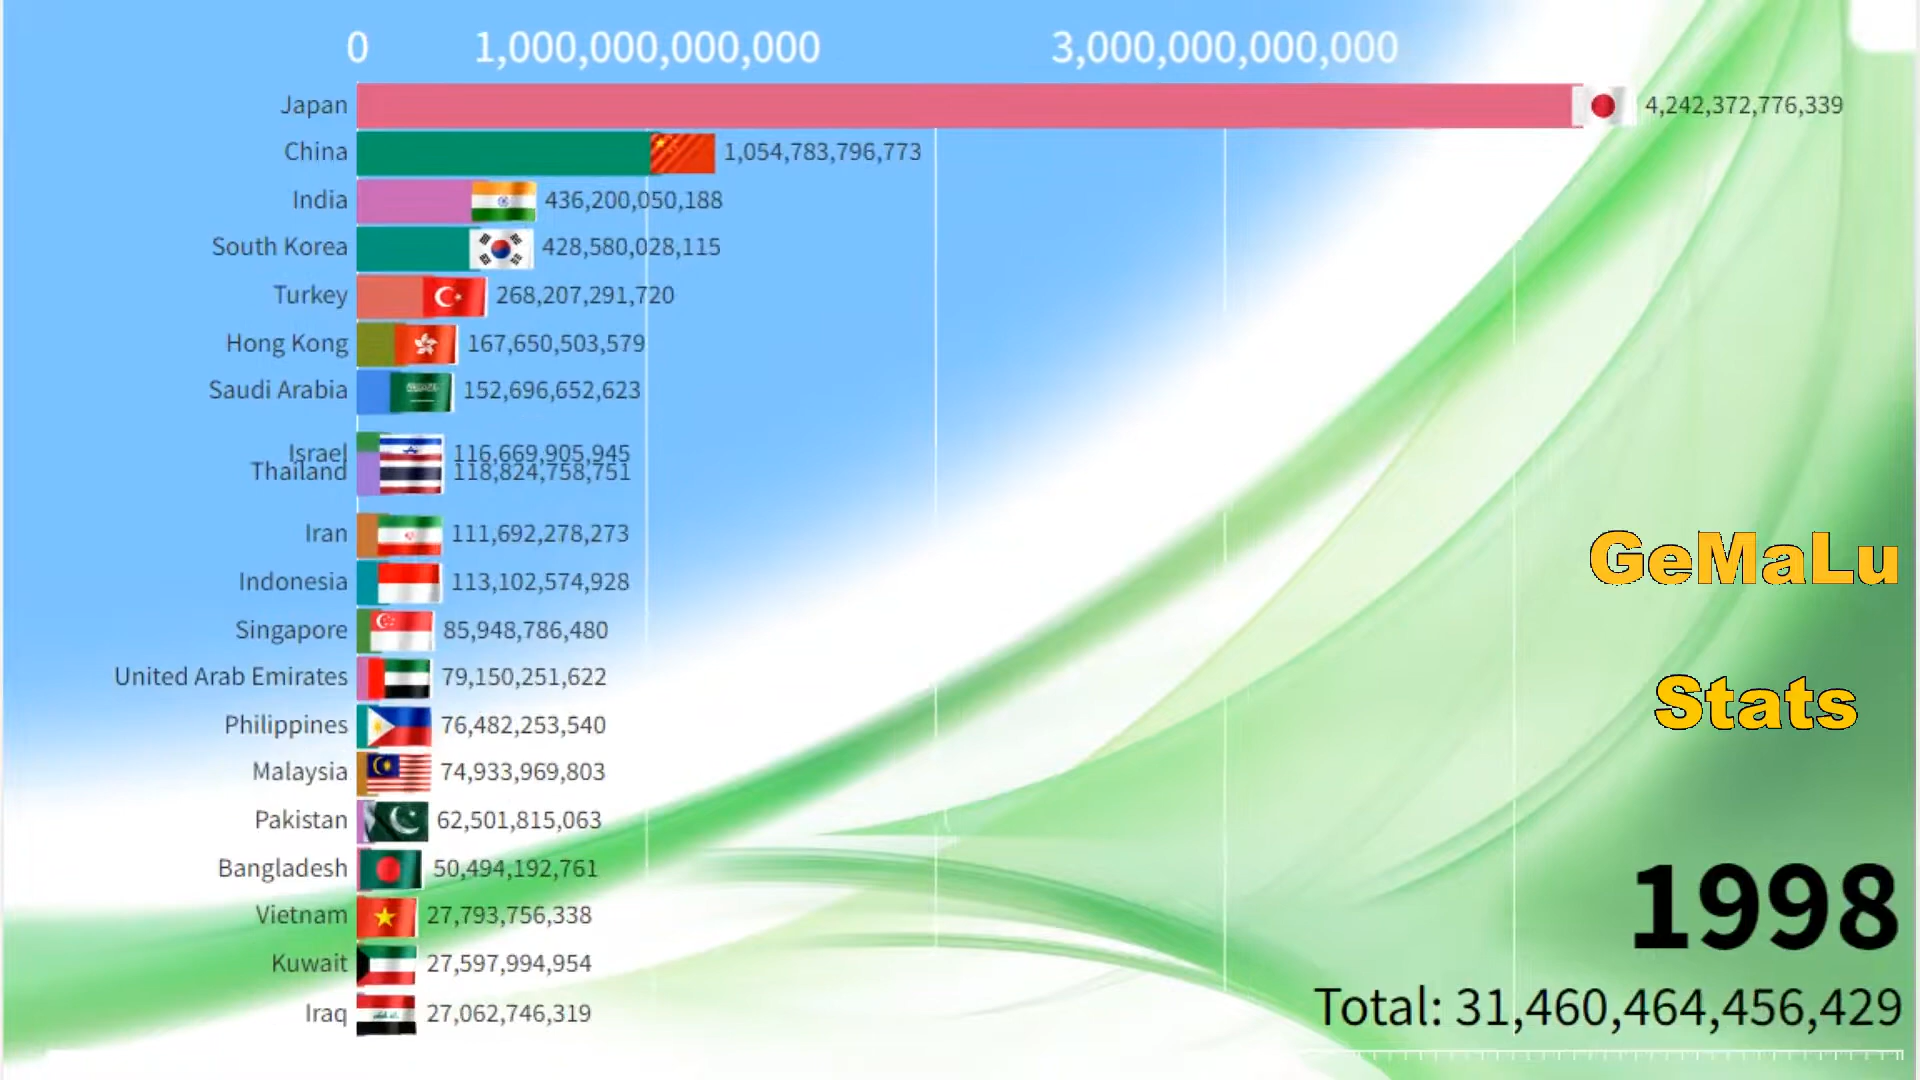 0 1,000,000,000,000 3,000,000,000,000
Japan 4,242,372,776,339
China 1,054,783,796,773
India 436,200,050,188
South Korea 428,580,028,115
Turkey 268,207,291,720
Hong Kong 167,650,503,579
Saudi Arabia 152,696,652,623
Israel 116,669,905,945
Thailand 118,824,758,751
Iran 111,692,278,273
Indonesia 113,102,574,928
Singapore 85,948,786,480
United Arab Emirates 79,150,251,622
Philippines 76,482,253,540
Malaysia 74,933,969,803
Pakistan 62,501,815,063
Bangladesh 50,494,192,761
Vietnam 27,793,756,338
Kuwait 27,597,994,954
Iraq 27,062,746,319
GeMaLu
Stats
1998
Total: 31,460,464,456,429